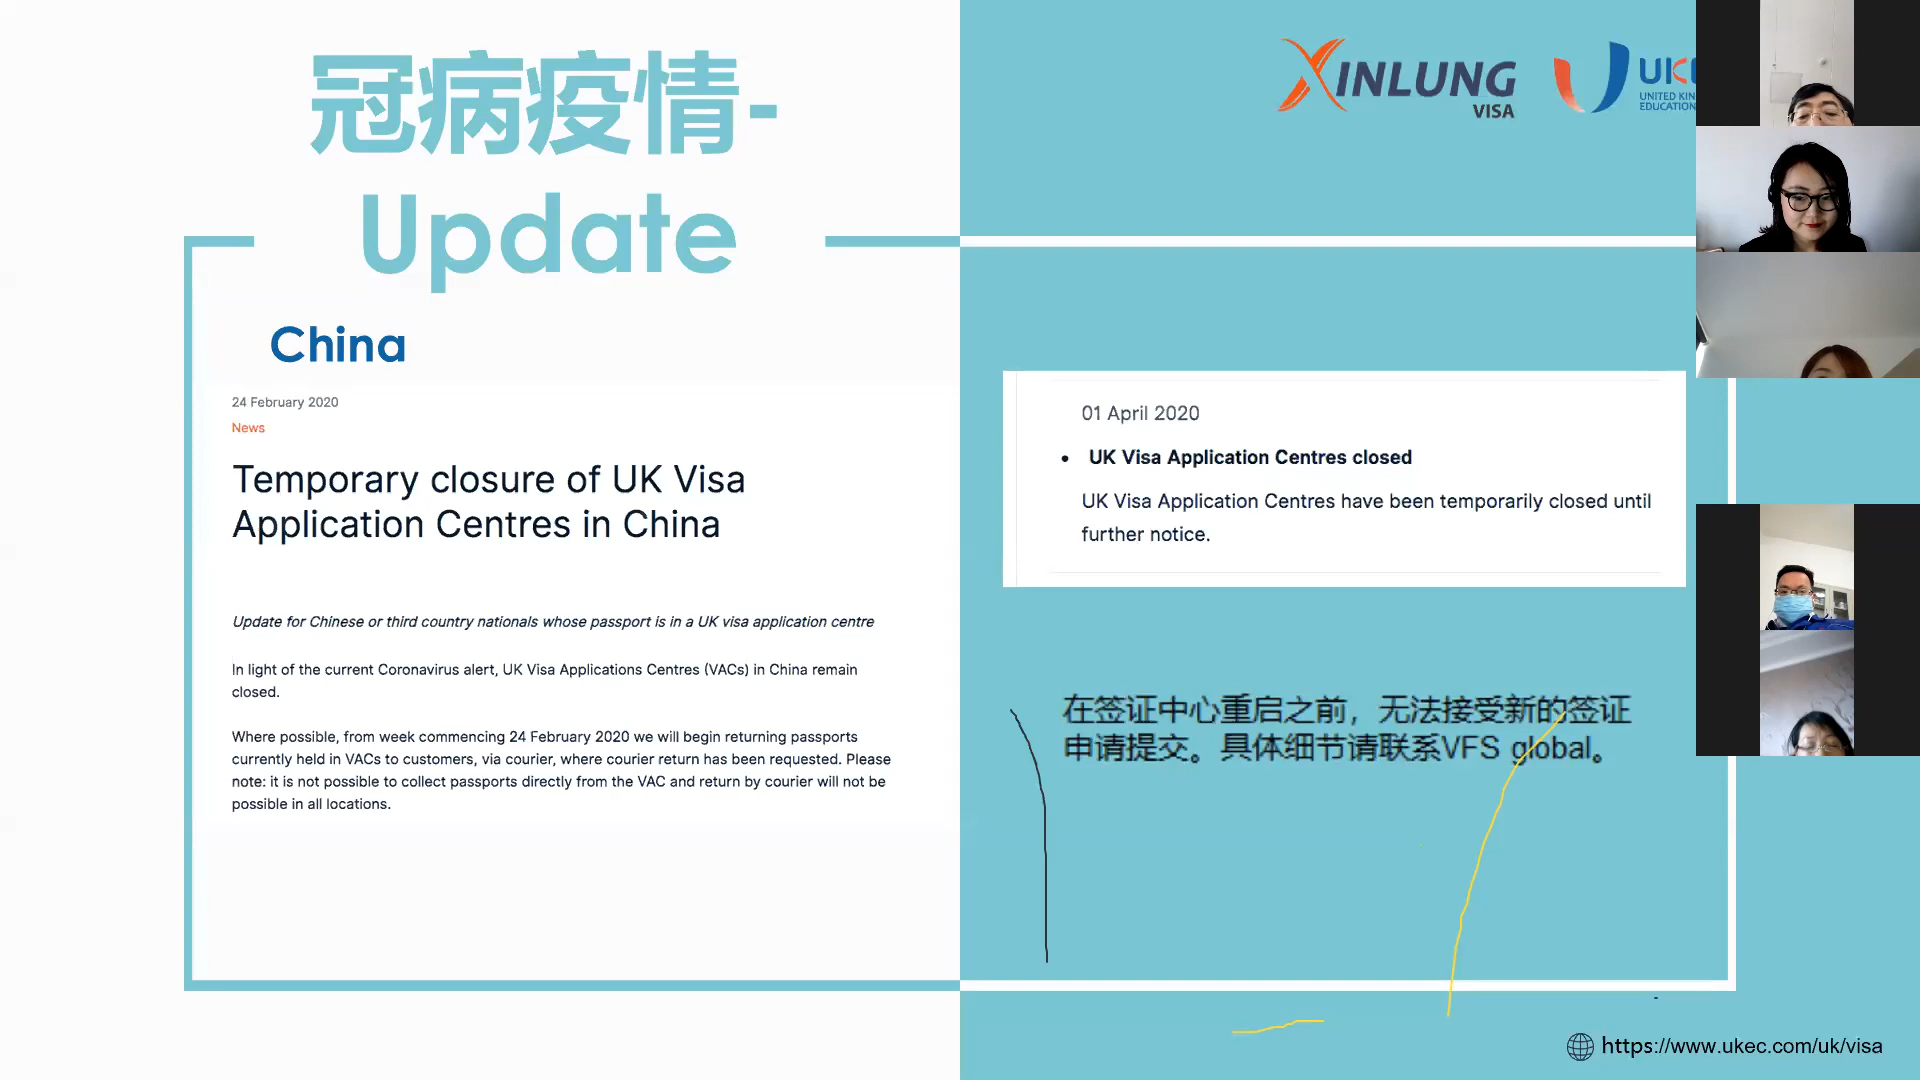 冠病疫情-
Update
China
24 February 2020
News
Temporary closure of UK Visa
Application Centres in China
Update for Chinese or third country nationals whose passport is in a UK visa application centre
In light of the current Coronavirus alert, UK Visa Applications Centres (VACs) in China remain
closed.
Where possible, from week commencing 24 February 2020 we will begin returning passports
currently held in VACs to customers, via courier, where courier return has been requested. Please
note: it is not possible to collect passports directly from the VAC and return by courier will not be
possible in all locations.
XINLUNG
VISA
UNITED
EDUCATION
01 April 2020
• UK Visa Application Centres closed
UK Visa Application Centres have been temporarily closed until
further notice.
在签证中心重启之前，无法接受新的签证
申请提交。具体细节请联系VFS global。
https://www.ukec.com/uk/visa